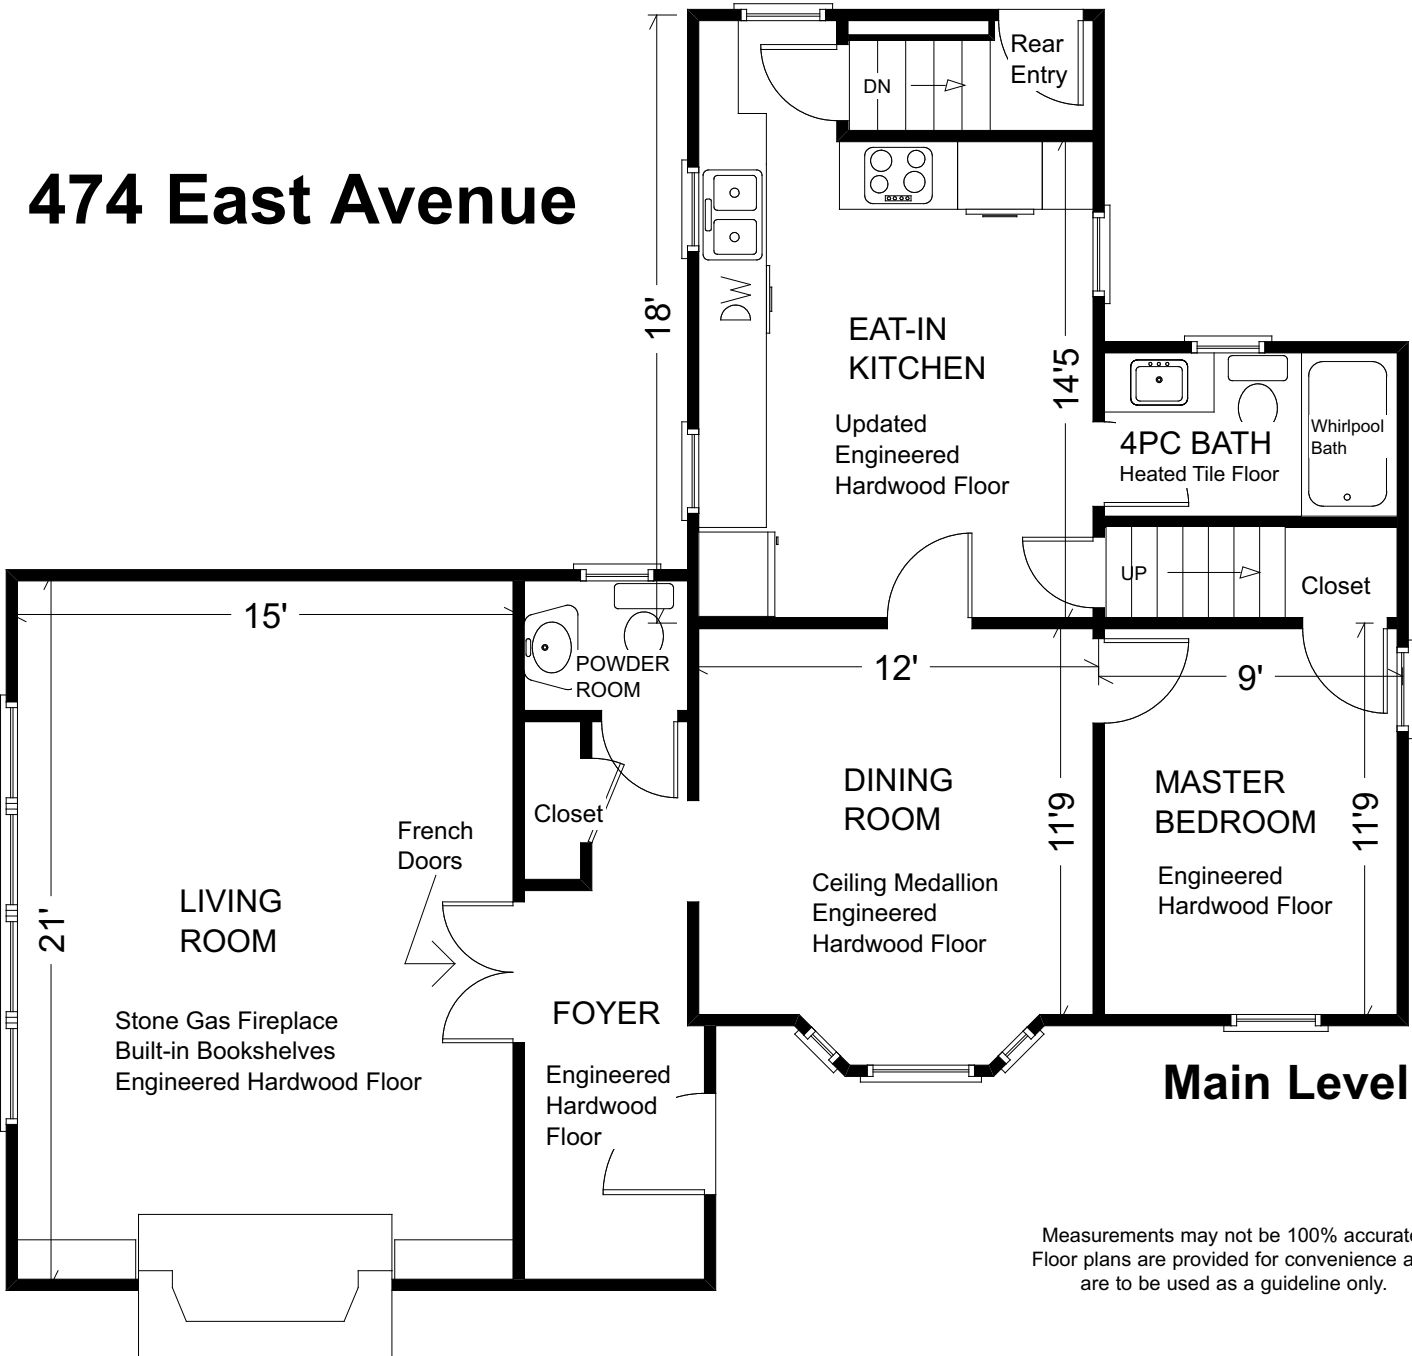 474 East Avenue
Rear
Entry
DN
18'
DW
EAT-IN
KITCHEN
Updated
Engineered
Hardwood Floor
14'5
4PC BATH
Heated Tile Floor
Whirlpool
Bath
UP
Closet
15'
POWDER
ROOM
12'
9'
Closet
French
Doors
LIVING
ROOM
21'
Stone Gas Fireplace
Built-in Bookshelves
Engineered Hardwood Floor
FOYER
Engineered
Hardwood
Floor
DINING
ROOM
Ceiling Medallion
Engineered
Hardwood Floor
11'9
MASTER
BEDROOM
Engineered
Hardwood Floor
11'9
Main Level
Measurements may not be 100% accurate
Floor plans are provided for convenience a
are to be used as a guideline only.